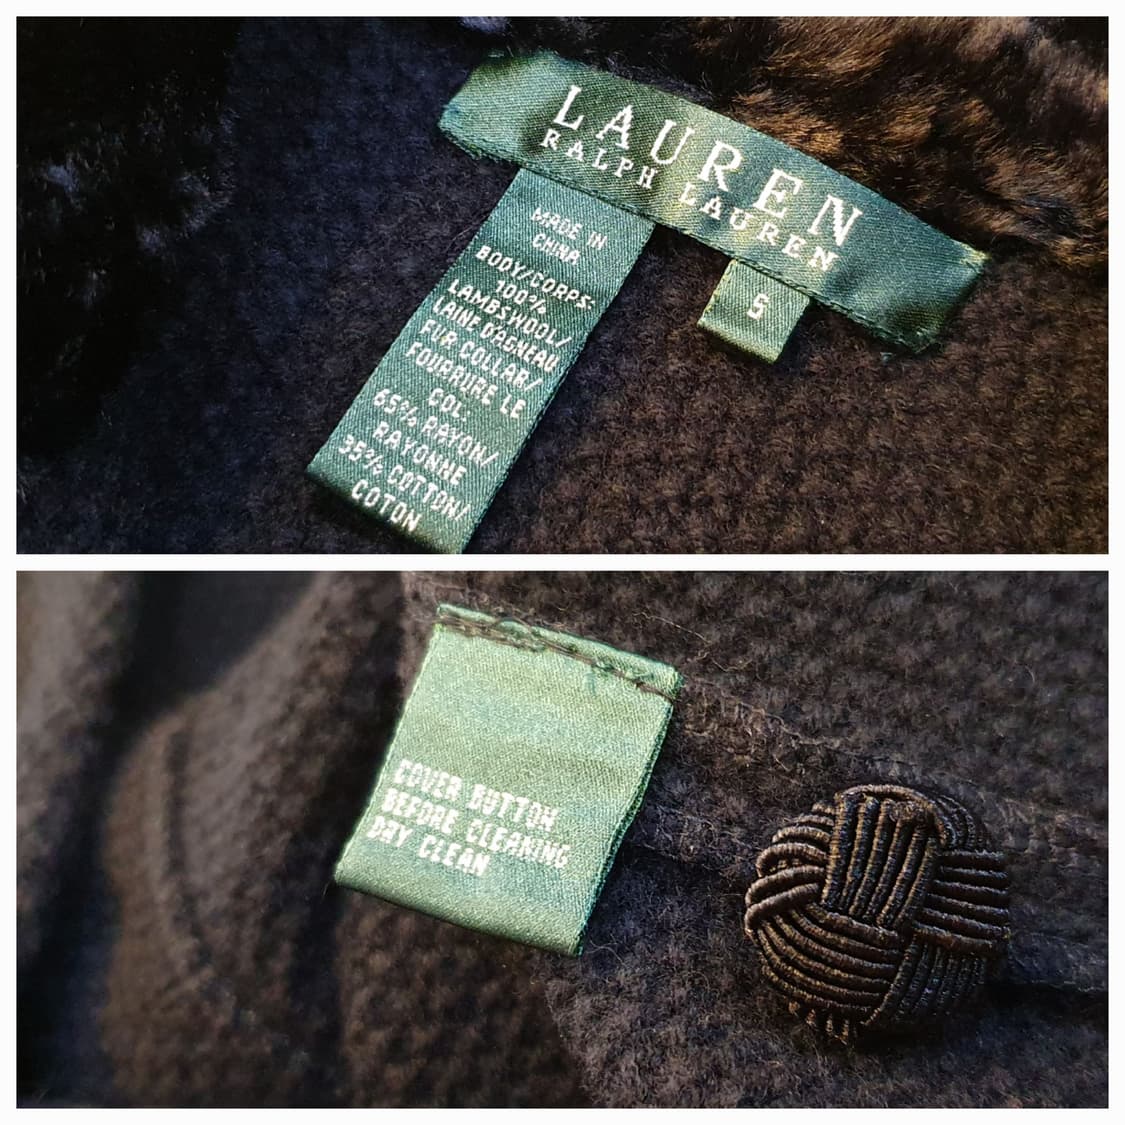 LAUREN
RALPH LAUREN
S
MADE IN
CHINA
BODY/CORPS:
100%
LAMBSWOOL/
LAINE D'AGNEAU
FUR COLLAR/
FOURRURE LE
COL:
65% RAYON/
RAYONNE
35% COTTON/
COTON
COVER BUTTON
BEFORE CLEANING
DRY CLEAN